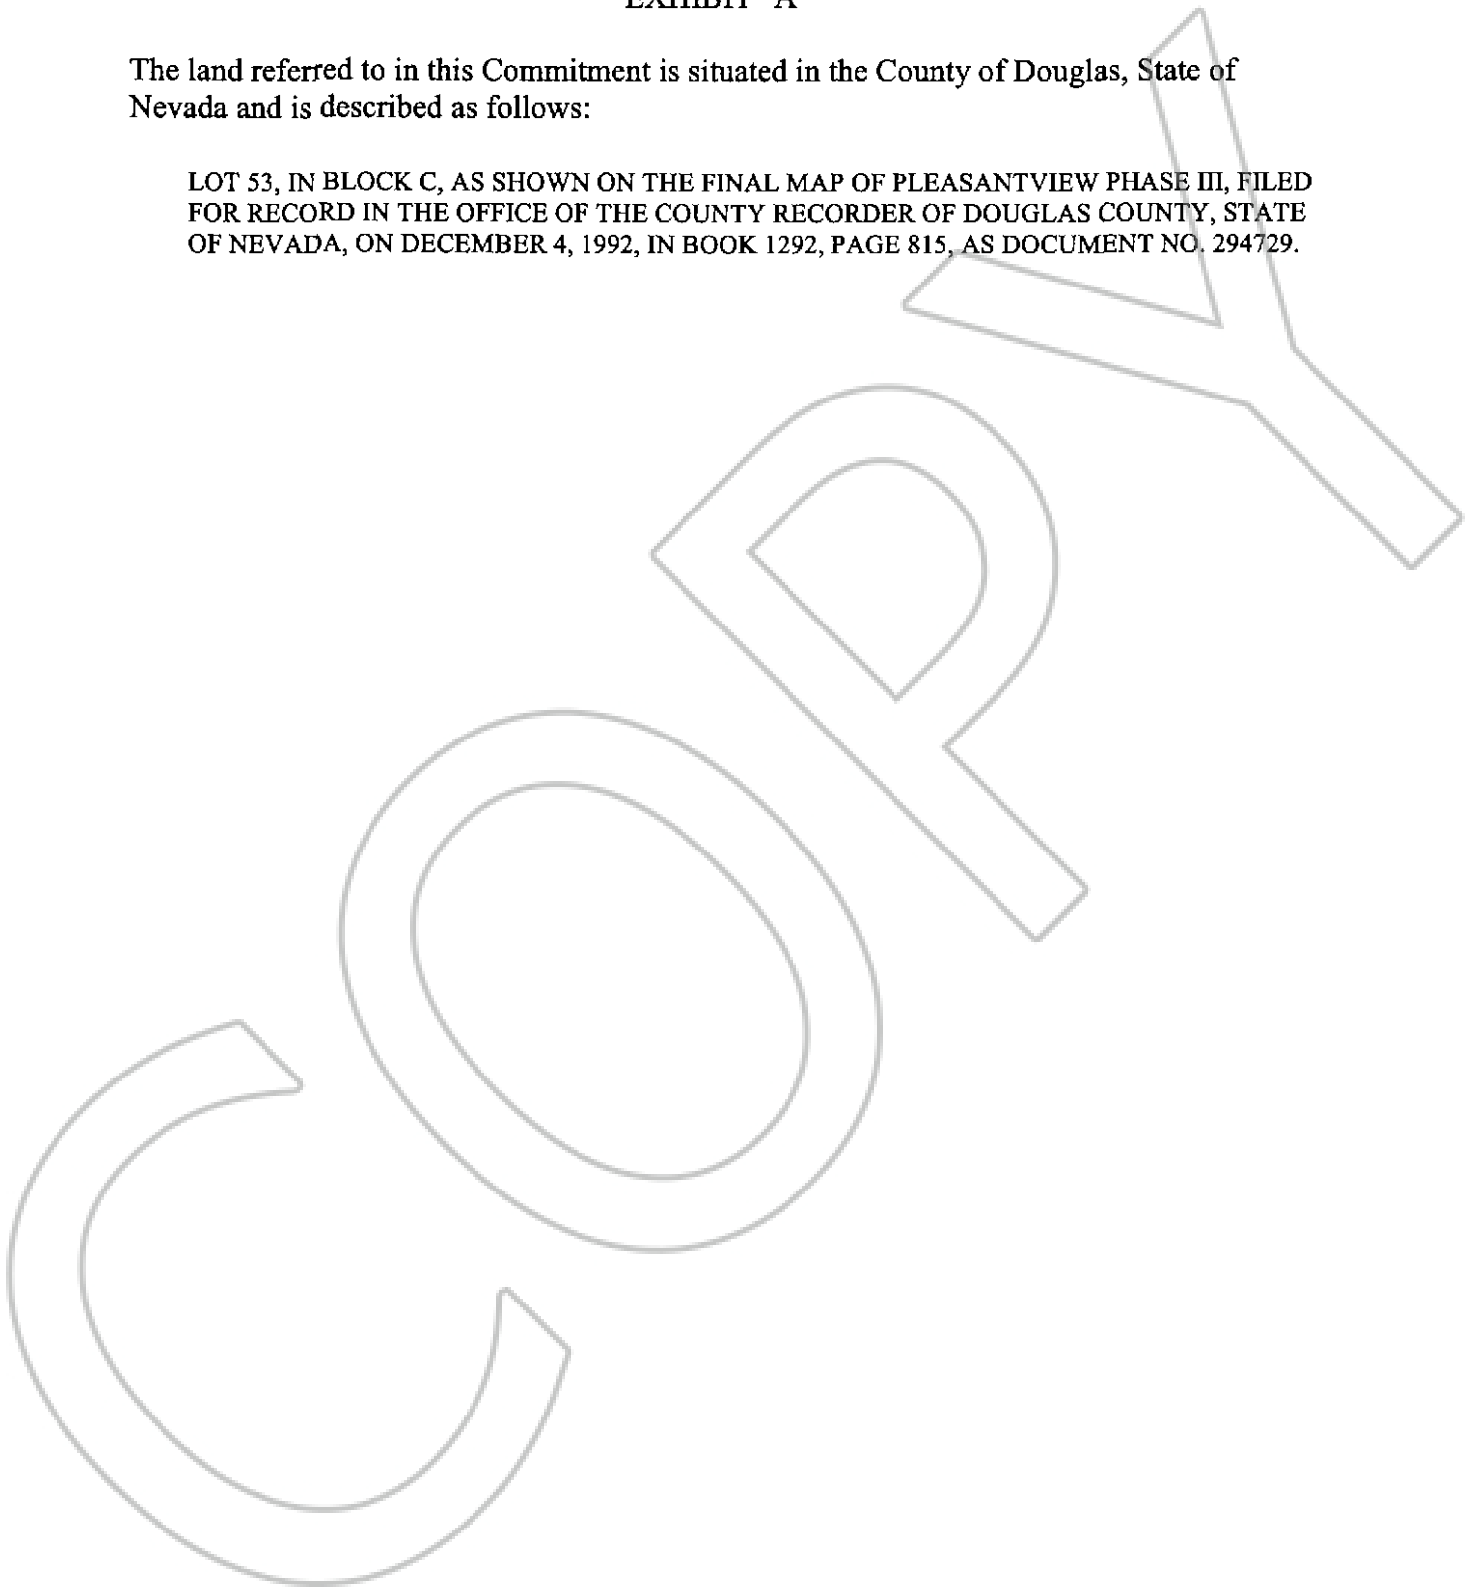 EXHIBIT "A"
The land referred to in this Commitment is situated in the County of Douglas, State of
Nevada and is described as follows:
LOT 53, IN BLOCK C, AS SHOWN ON THE FINAL MAP OF PLEASANTVIEW PHASE III, FILED
FOR RECORD IN THE OFFICE OF THE COUNTY RECORDER OF DOUGLAS COUNTY, STATE
OF NEVADA, ON DECEMBER 4, 1992, IN BOOK 1292, PAGE 815, AS DOCUMENT NO. 294729.
COPY